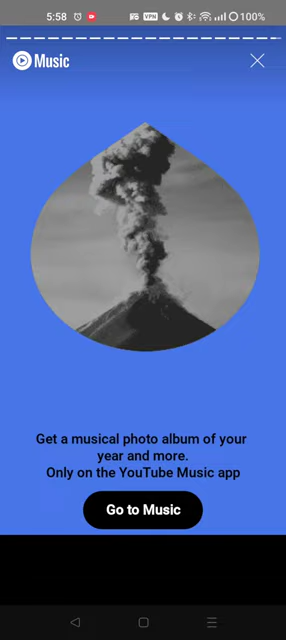 5:58
VPN
100%
Music
Get a musical photo album of your
year and more.
Only on the YouTube Music app
Go to Music